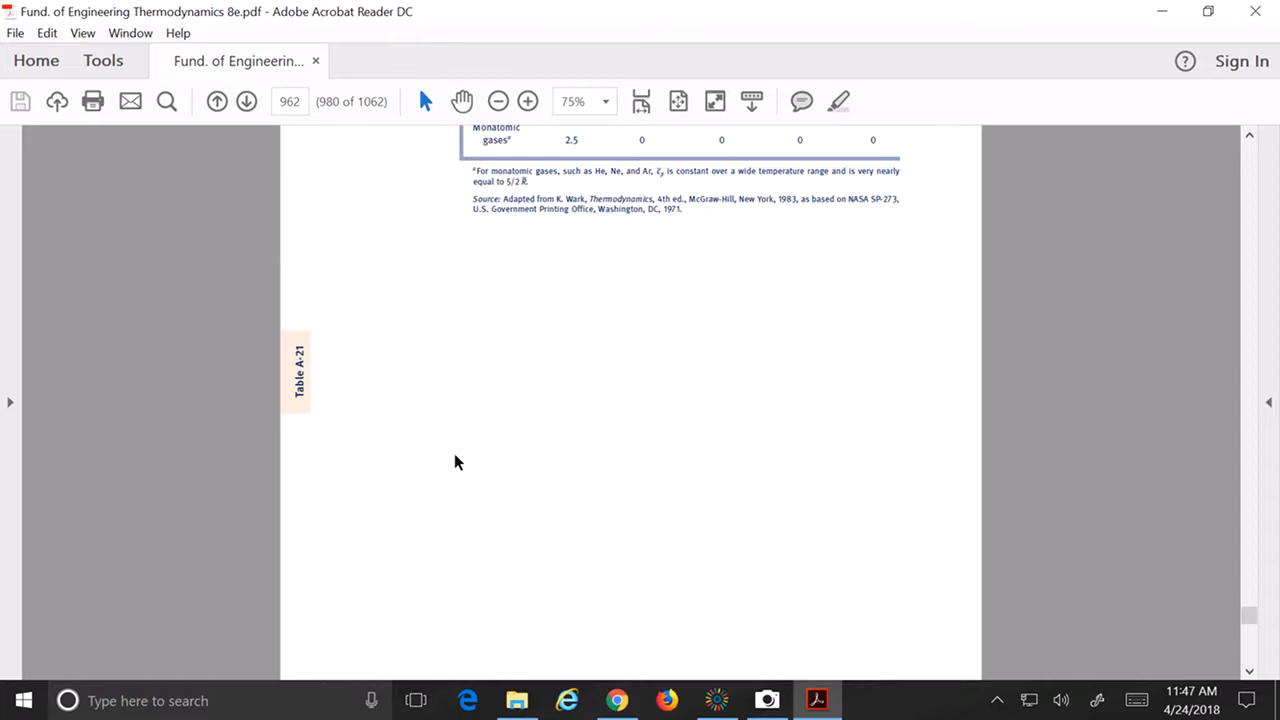 Fund. of Engineering Thermodynamics 8e.pdf - Adobe Acrobat Reader DC
File Edit View Window Help
Home Tools Fund. of Engineerin... × ? Sign In
962 (980 of 1062) 75%
Monatomic
gasesᵃ 2.5 0 0 0 0
ᵃFor monatomic gases, such as He, Ne, and Ar, c̅ₚ is constant over a wide temperature range and is very nearly
equal to 5/2 R̅.
Source: Adapted from K. Wark, Thermodynamics, 4th ed., McGraw-Hill, New York, 1983, as based on NASA SP-273,
U.S. Government Printing Office, Washington, DC, 1971.
Table A-21
Type here to search
11:47 AM
4/24/2018